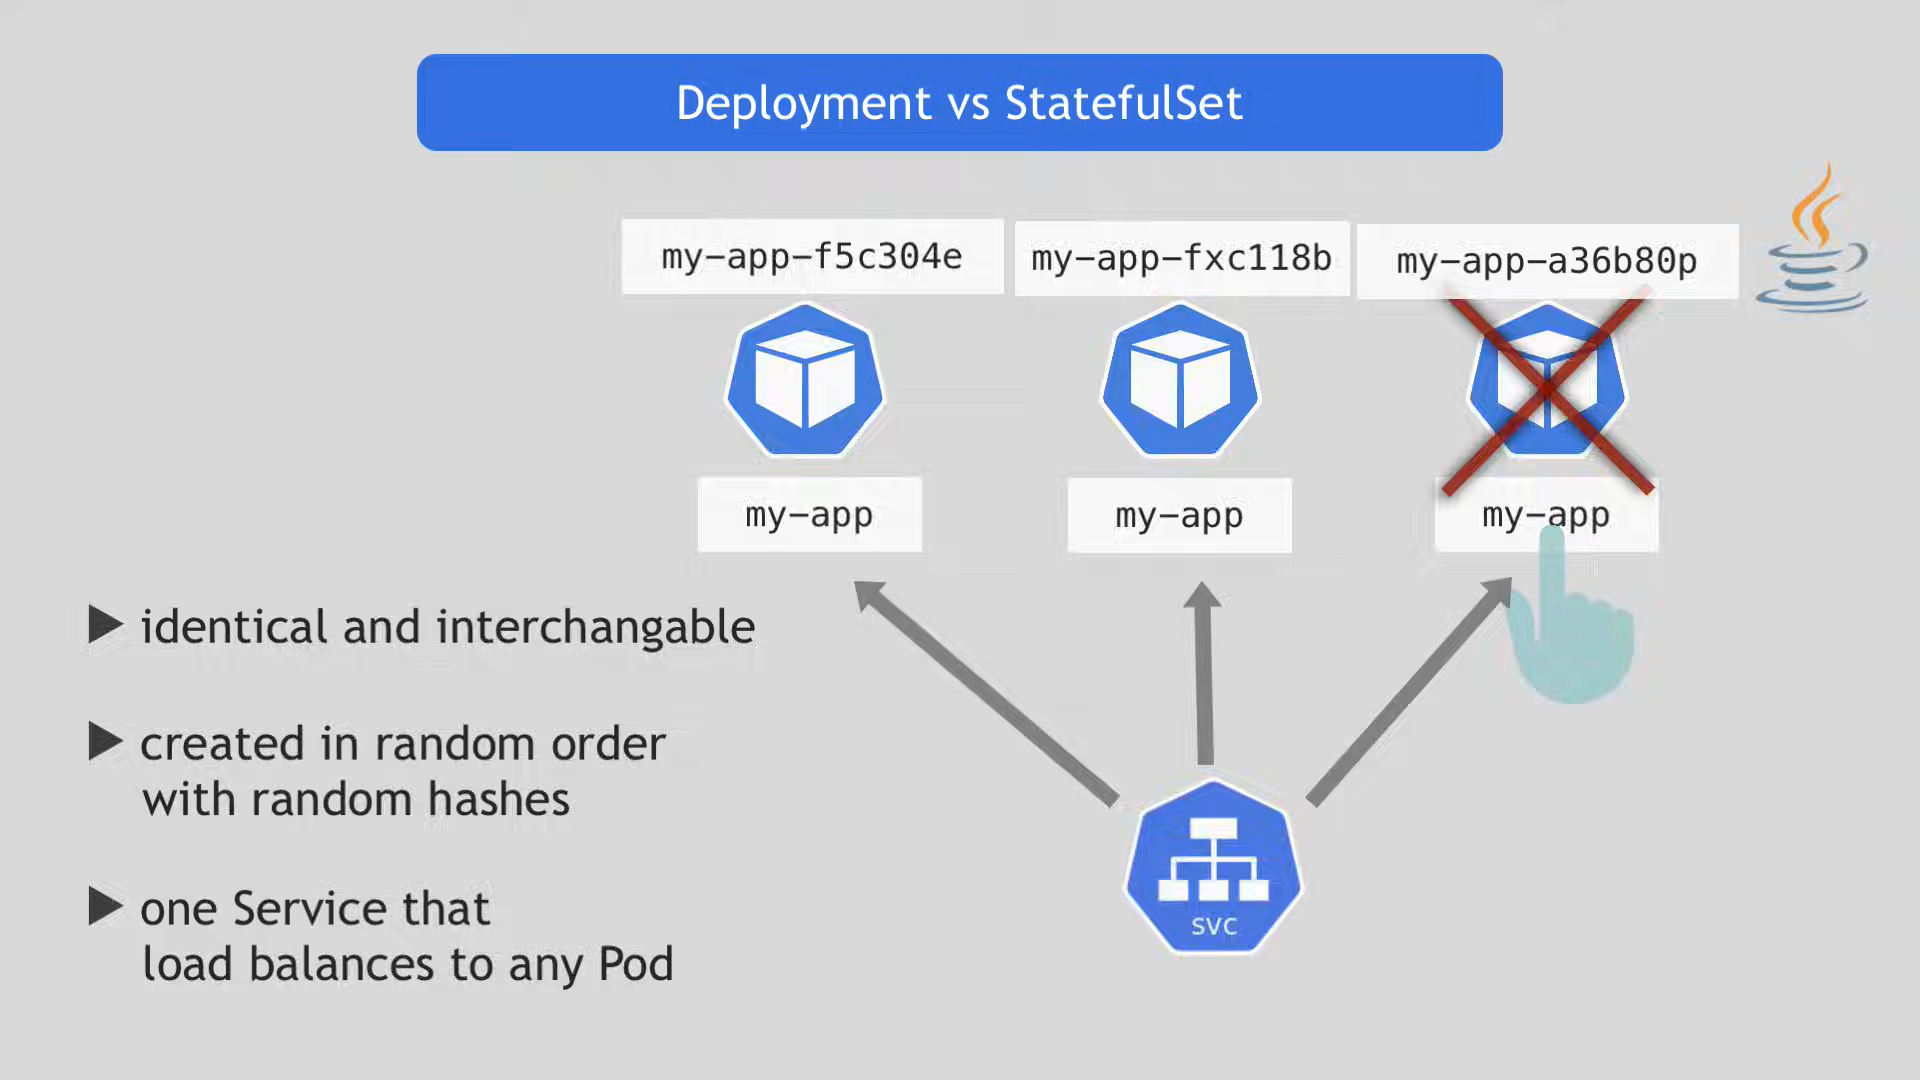 Deployment vs StatefulSet
my-app-f5c304e
my-app-fxc118b
my-app-a36b80p
my-app
my-app
my-app
▶ identical and interchangable
▶ created in random order
with random hashes
▶ one Service that
load balances to any Pod
svc